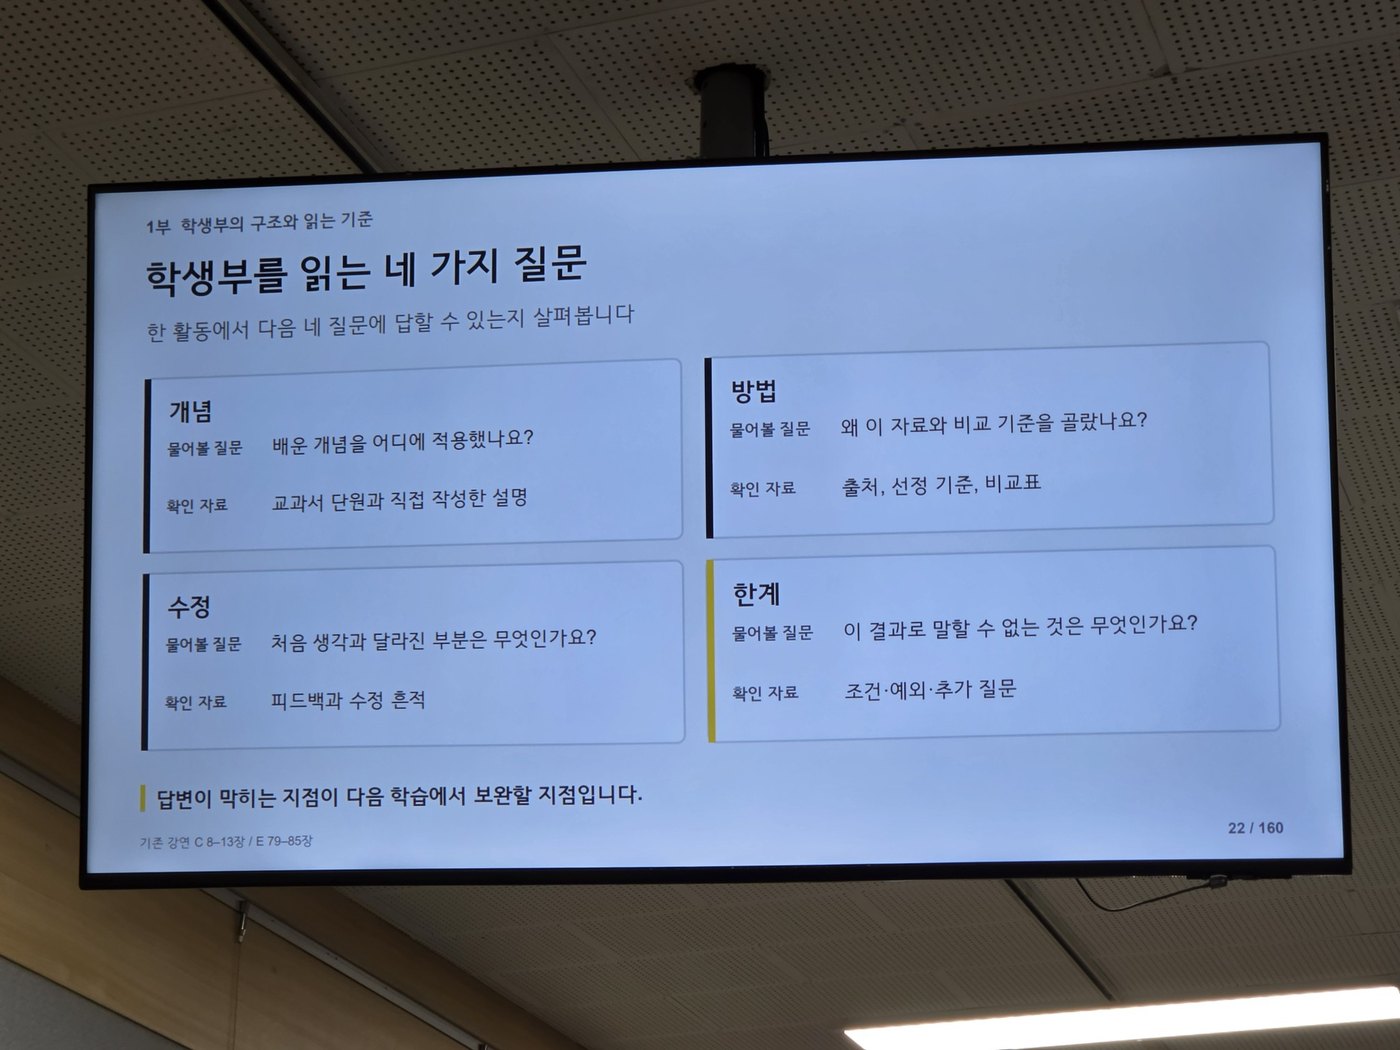 1부 학생부의 구조와 읽는 기준
학생부를 읽는 네 가지 질문
한 활동에서 다음 네 질문에 답할 수 있는지 살펴봅니다
개념
물어볼 질문 배운 개념을 어디에 적용했나요?
확인 자료 교과서 단원과 직접 작성한 설명
방법
물어볼 질문 왜 이 자료와 비교 기준을 골랐나요?
확인 자료 출처, 선정 기준, 비교표
수정
물어볼 질문 처음 생각과 달라진 부분은 무엇인가요?
확인 자료 피드백과 수정 흔적
한계
물어볼 질문 이 결과로 말할 수 없는 것은 무엇인가요?
확인 자료 조건·예외·추가 질문
답변이 막히는 지점이 다음 학습에서 보완할 지점입니다.
기존 강연 C 8–13장 / E 79–85장
22 / 160